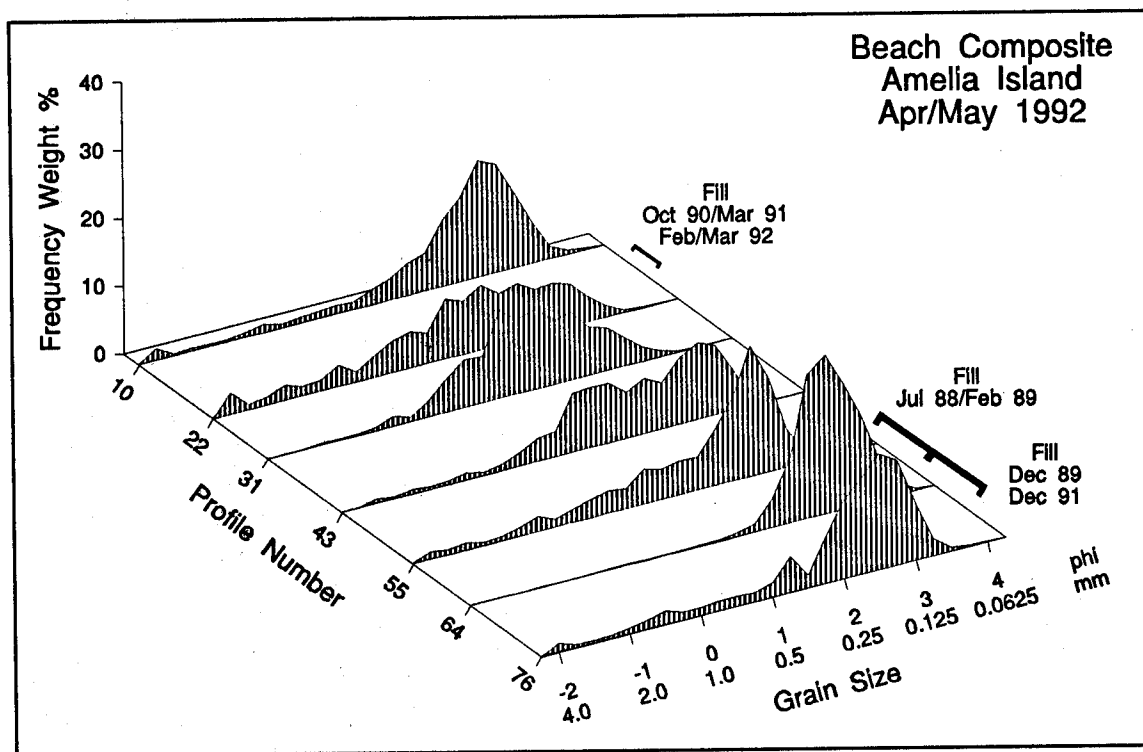 Beach Composite
Amelia Island
Apr/May 1992
Frequency Weight %
40
30
20
10
0
Fill
Oct 90/Mar 91
Feb/Mar 92
Fill
Jul 88/Feb 89
Fill
Dec 89
Dec 91
10
22
31
43
55
64
76
Profile Number
-2 -1 0 1 2 3 4 phi
4.0 2.0 1.0 0.5 0.25 0.125 0.0625 mm
Grain Size